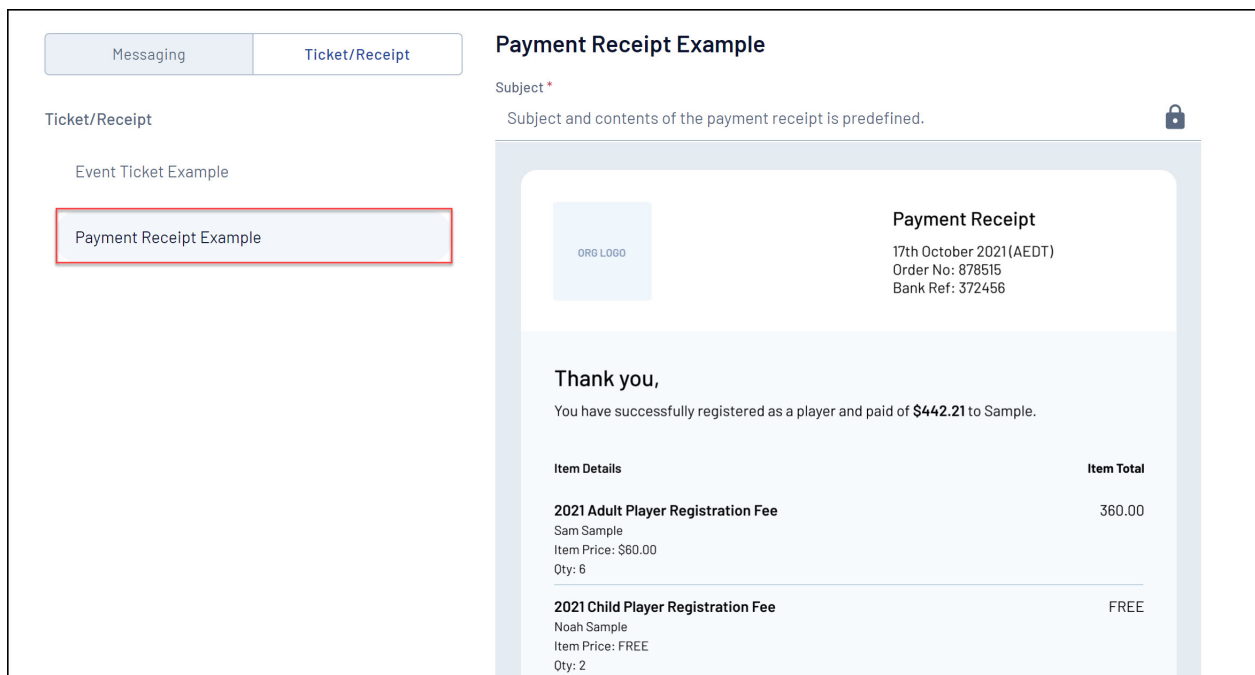 Messaging
Ticket/Receipt
Ticket/Receipt
Event Ticket Example
Payment Receipt Example
Payment Receipt Example
Subject *
Subject and contents of the payment receipt is predefined.
ORG LOGO
Payment Receipt
17th October 2021 (AEDT)
Order No: 878515
Bank Ref: 372456
Thank you,
You have successfully registered as a player and paid of $442.21 to Sample.
Item Details
Item Total
2021 Adult Player Registration Fee
360.00
Sam Sample
Item Price: $60.00
Qty: 6
2021 Child Player Registration Fee
FREE
Noah Sample
Item Price: FREE
Qty: 2